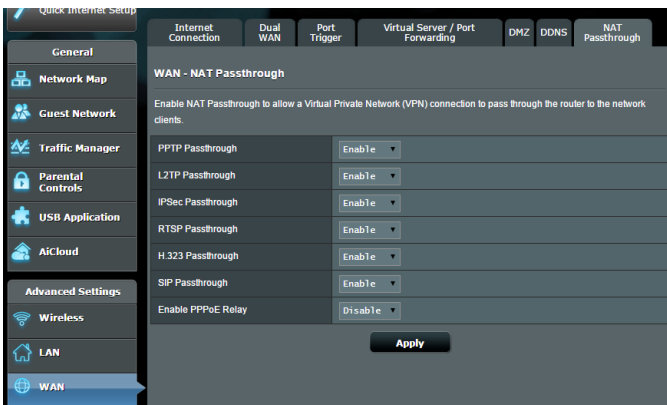 Quick Internet Setup
General
Network Map
Guest Network
Traffic Manager
Parental
Controls
USB Application
AiCloud
Advanced Settings
Wireless
LAN
WAN
Internet
Connection
Dual
WAN
Port
Trigger
Virtual Server / Port
Forwarding
DMZ
DDNS
NAT
Passthrough
WAN - NAT Passthrough
Enable NAT Passthrough to allow a Virtual Private Network (VPN) connection to pass through the router to the network
clients.
PPTP Passthrough Enable
L2TP Passthrough Enable
IPSec Passthrough Enable
RTSP Passthrough Enable
H.323 Passthrough Enable
SIP Passthrough Enable
Enable PPPoE Relay Disable
Apply